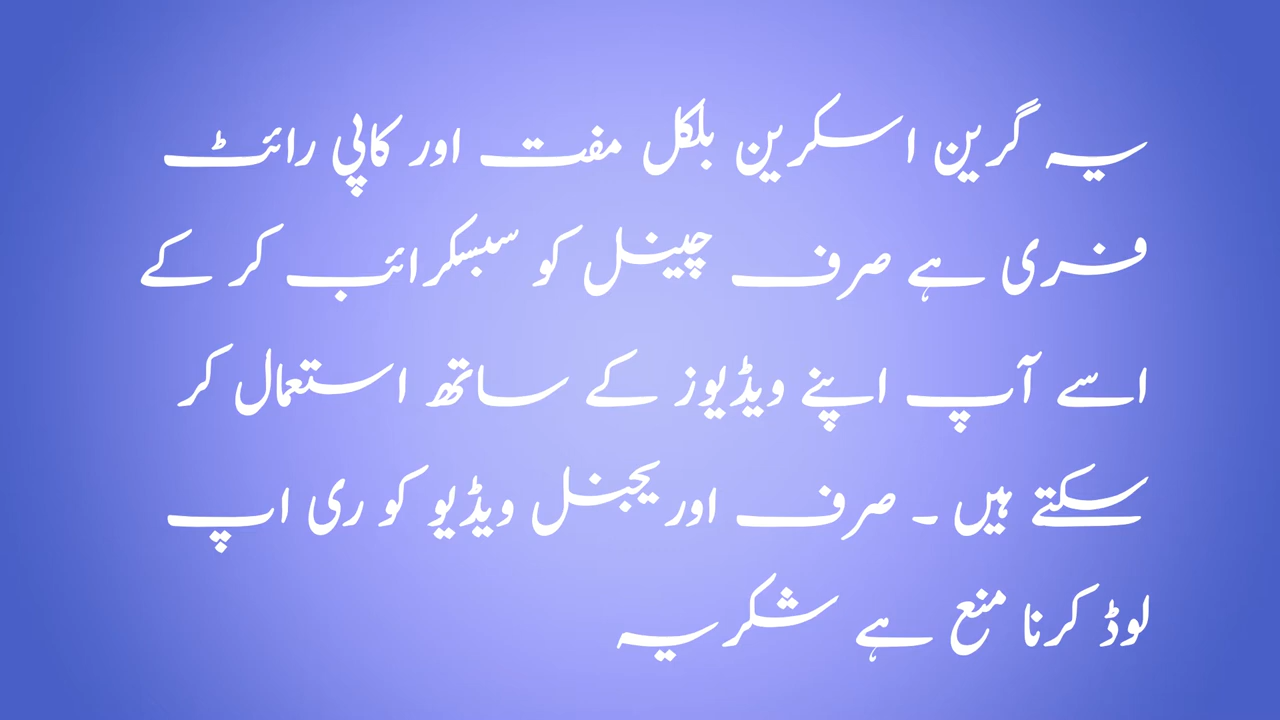 یہ گرین اسکرین بلکل مفت اور کاپی رائٹ
فری ہے صرف چینل کو سبسکرائب کر کے
اسے آپ اپنے ویڈیوز کے ساتھ استعمال کر
سکتے ہیں ۔ صرف اوریجنل ویڈیو کو ری اپ
لوڈ کرنا منع ہے شکریہ